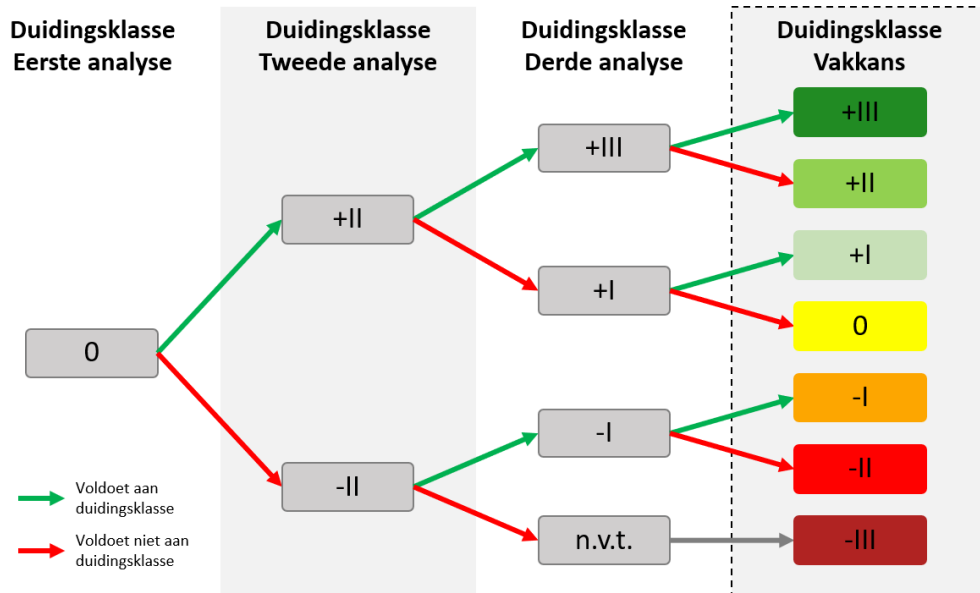 Duidingsklasse
Eerste analyse
Duidingsklasse
Tweede analyse
Duidingsklasse
Derde analyse
Duidingsklasse
Vakkans
0
+II
-II
+III
+I
-I
n.v.t.
+III
+II
+I
0
-I
-II
-III
Voldoet aan
duidingsklasse
Voldoet niet aan
duidingsklasse